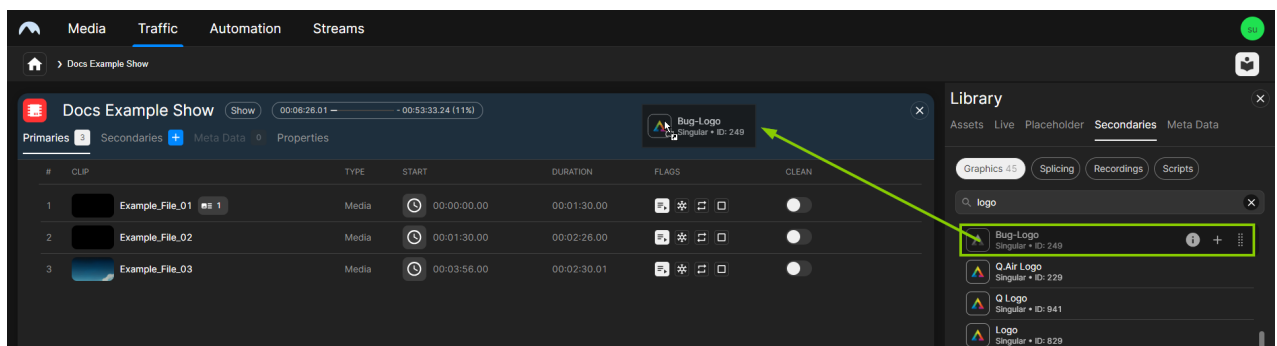 Media Traffic Automation Streams
su
> Docs Example Show
Docs Example Show Show 00:06:26.01 - 00:53:33.24 (11%)
Primaries 3 Secondaries + Meta Data 0 Properties
# CLIP TYPE START DURATION FLAGS CLEAN
1 Example_File_01 1 Media 00:00:00.00 00:01:30.00
2 Example_File_02 Media 00:01:30.00 00:02:26.00
3 Example_File_03 Media 00:03:56.00 00:02:30.01
Bug-Logo
Singular • ID: 249
Library
Assets Live Placeholder Secondaries Meta Data
Graphics 45 Splicing Recordings Scripts
logo
Bug-Logo
Singular • ID: 249
Q.Air Logo
Singular • ID: 229
Q Logo
Singular • ID: 941
Logo
Singular • ID: 829